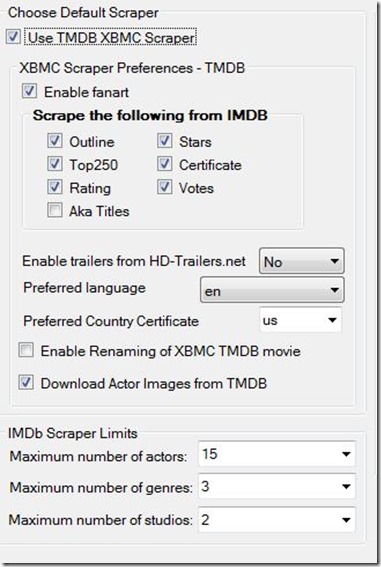 Choose Default Scraper
Use TMDB XBMC Scraper
XBMC Scraper Preferences - TMDB
Enable fanart
Scrape the following from IMDB
Outline Stars
Top250 Certificate
Rating Votes
Aka Titles
Enable trailers from HD-Trailers.net No
Preferred language en
Preferred Country Certificate us
Enable Renaming of XBMC TMDB movie
Download Actor Images from TMDB
IMDb Scraper Limits
Maximum number of actors: 15
Maximum number of genres: 3
Maximum number of studios: 2